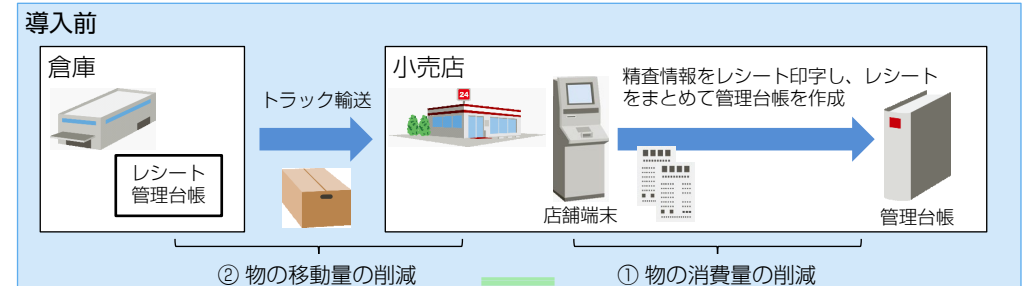 導入前
倉庫
レシート
管理台帳
トラック輸送
小売店
24
店舗端末
精査情報をレシート印字し、レシート
をまとめて管理台帳を作成
管理台帳
② 物の移動量の削減
① 物の消費量の削減